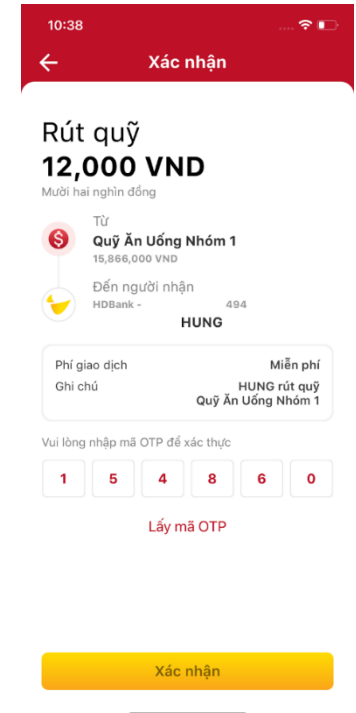 10:38
Xác nhận
Rút quỹ
12,000 VND
Mười hai nghìn đồng
Từ
Quỹ Ăn Uống Nhóm 1
15,866,000 VND
Đến người nhận
HDBank - 494
HUNG
Phí giao dịch Miễn phí
Ghi chú HUNG rút quỹ
Quỹ Ăn Uống Nhóm 1
Vui lòng nhập mã OTP để xác thực
1 5 4 8 6 0
Lấy mã OTP
Xác nhận